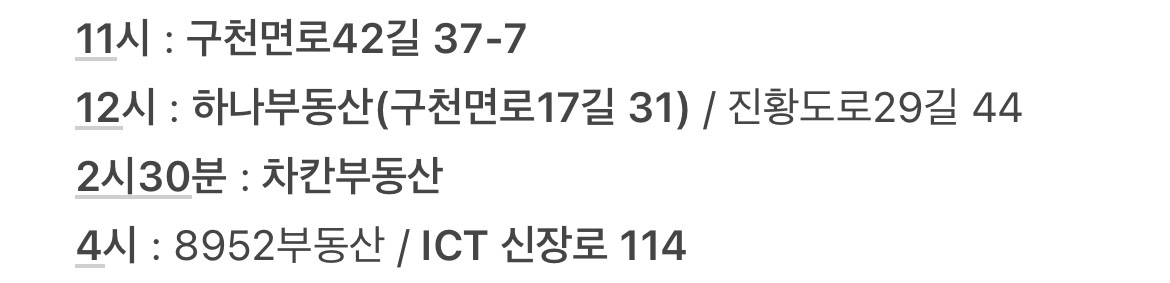 11시 : 구천면로42길 37-7
12시 : 하나부동산(구천면로17길 31) / 진황도로29길 44
2시30분 : 차칸부동산
4시 : 8952부동산 / ICT 신장로 114